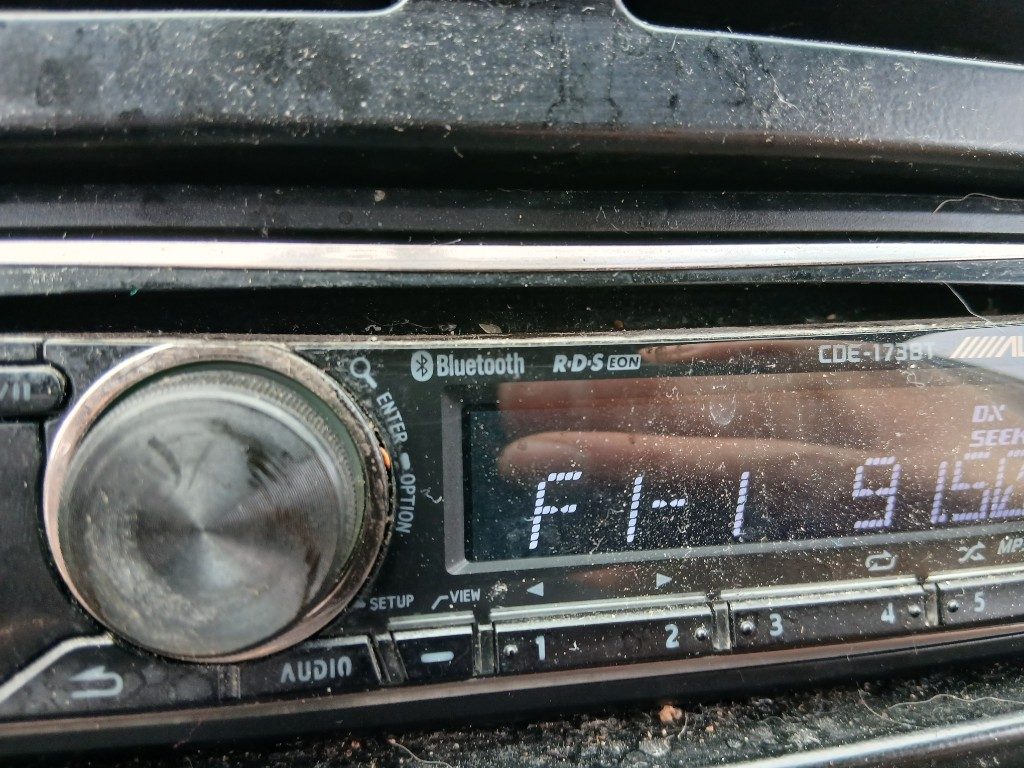 Bluetooth R·D·S EON CDE-173BT
ENTER
OPTION
DX
SEEK
F1-1
SETUP VIEW
1 2 3 4 5
AUDIO